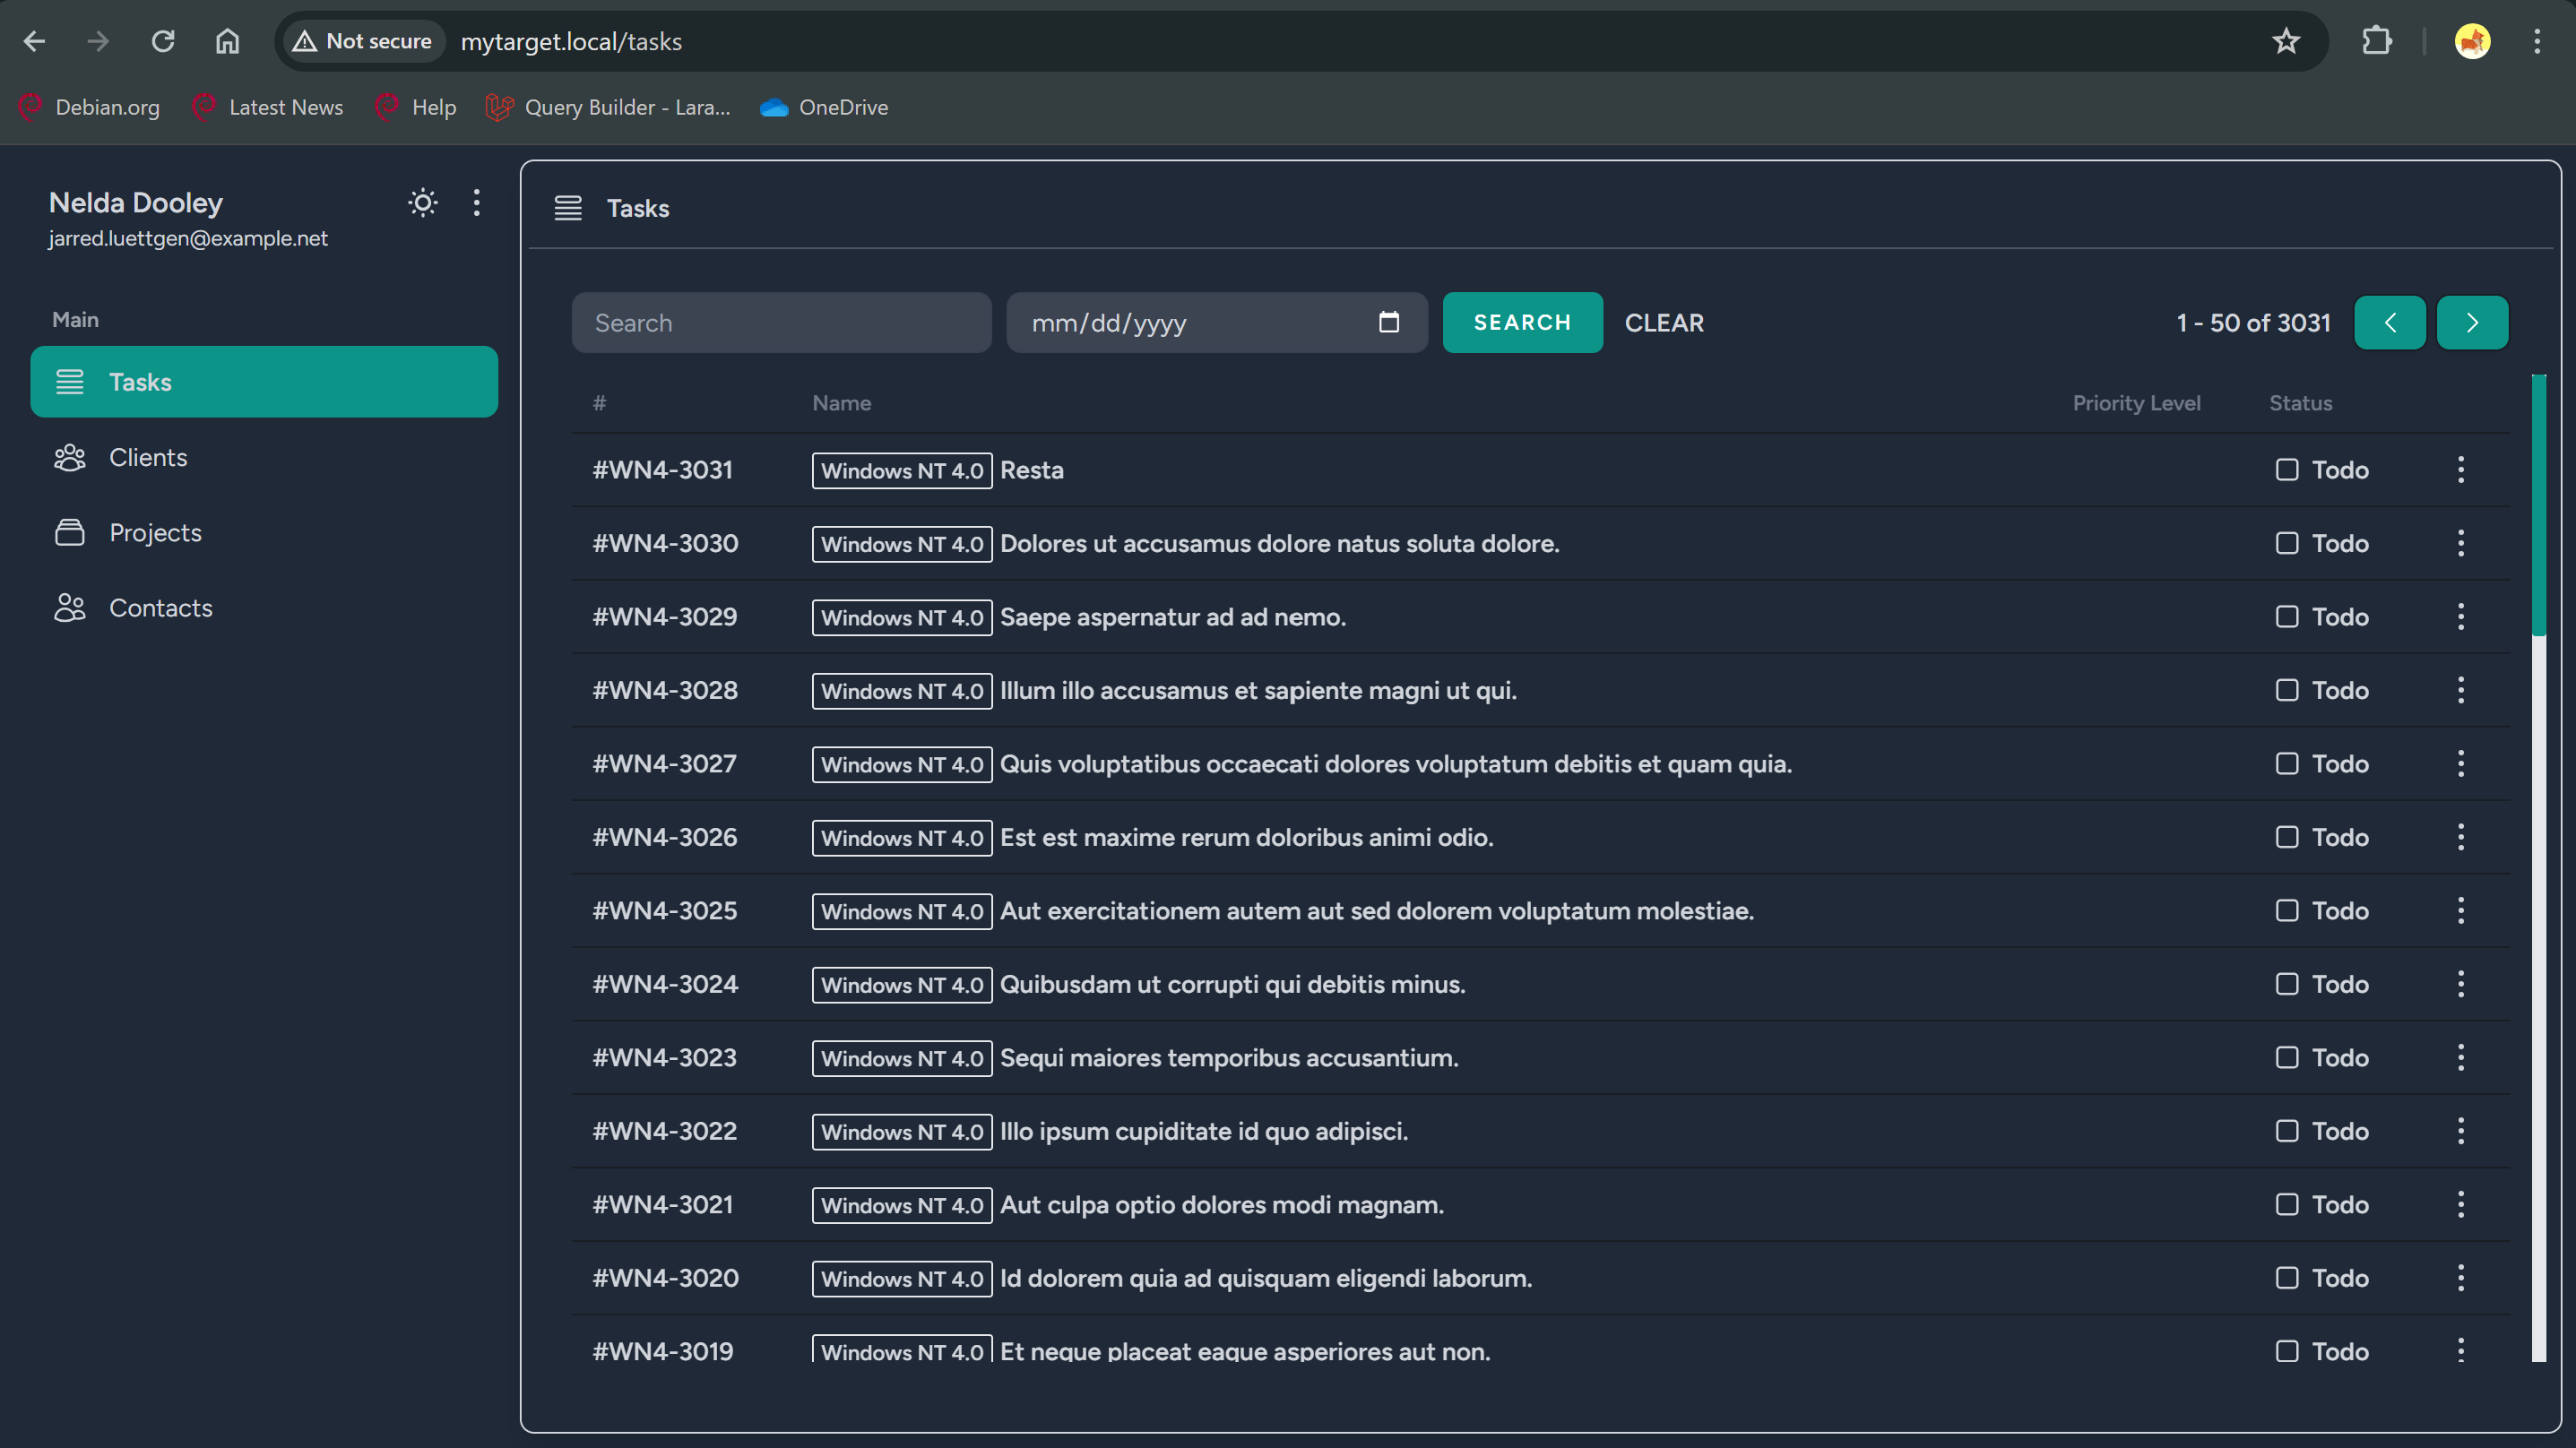 Not secure mytarget.local/tasks
Debian.org Latest News Help Query Builder - Lara... OneDrive
Nelda Dooley
jarred.luettgen@example.net
Main
Tasks
Clients
Projects
Contacts
Tasks
Search mm/dd/yyyy SEARCH CLEAR 1 - 50 of 3031
# Name Priority Level Status
#WN4-3031 Windows NT 4.0 Resta Todo
#WN4-3030 Windows NT 4.0 Dolores ut accusamus dolore natus soluta dolore. Todo
#WN4-3029 Windows NT 4.0 Saepe aspernatur ad ad nemo. Todo
#WN4-3028 Windows NT 4.0 Illum illo accusamus et sapiente magni ut qui. Todo
#WN4-3027 Windows NT 4.0 Quis voluptatibus occaecati dolores voluptatum debitis et quam quia. Todo
#WN4-3026 Windows NT 4.0 Est est maxime rerum doloribus animi odio. Todo
#WN4-3025 Windows NT 4.0 Aut exercitationem autem aut sed dolorem voluptatum molestiae. Todo
#WN4-3024 Windows NT 4.0 Quibusdam ut corrupti qui debitis minus. Todo
#WN4-3023 Windows NT 4.0 Sequi maiores temporibus accusantium. Todo
#WN4-3022 Windows NT 4.0 Illo ipsum cupiditate id quo adipisci. Todo
#WN4-3021 Windows NT 4.0 Aut culpa optio dolores modi magnam. Todo
#WN4-3020 Windows NT 4.0 Id dolorem quia ad quisquam eligendi laborum. Todo
#WN4-3019 Windows NT 4.0 Et neque placeat eaque asperiores aut non. Todo